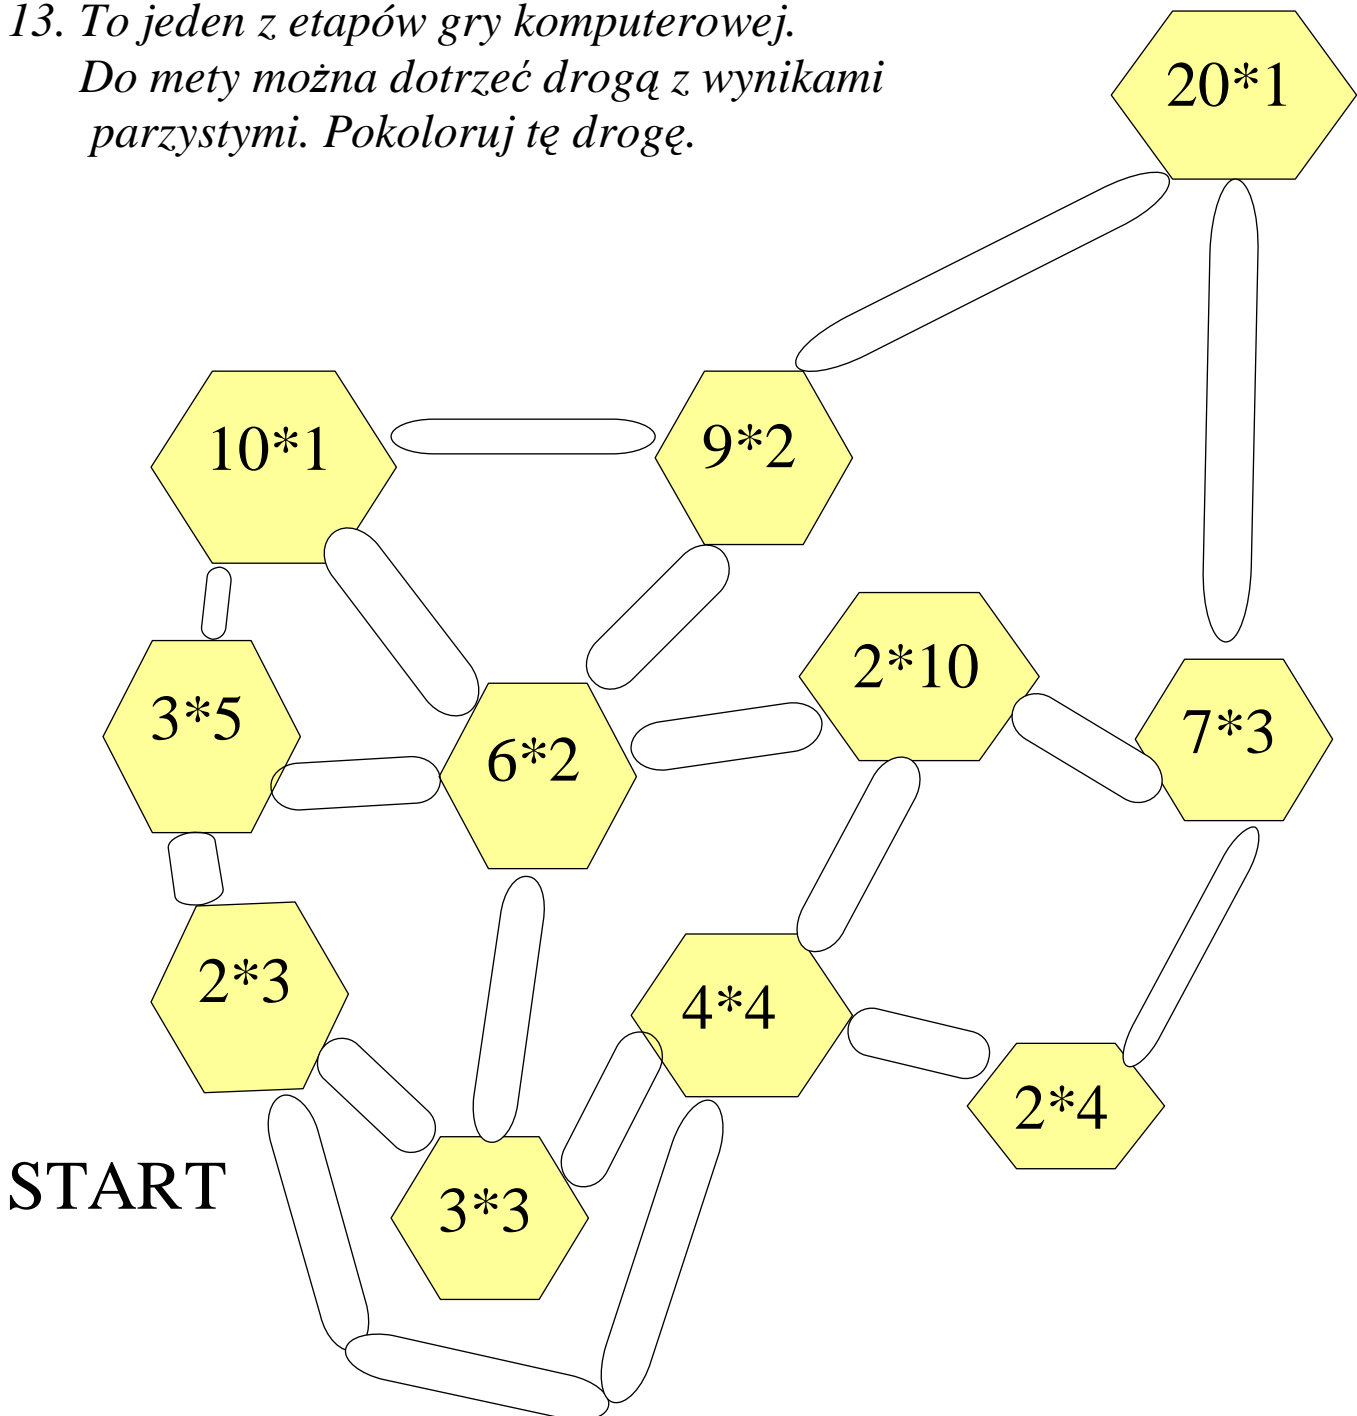 13. To jeden z etapów gry komputerowej.
Do mety można dotrzeć drogą z wynikami
parzystymi. Pokoloruj tę drogę.
20*1
10*1
9*2
2*10
3*5
6*2
7*3
2*3
4*4
2*4
START
3*3